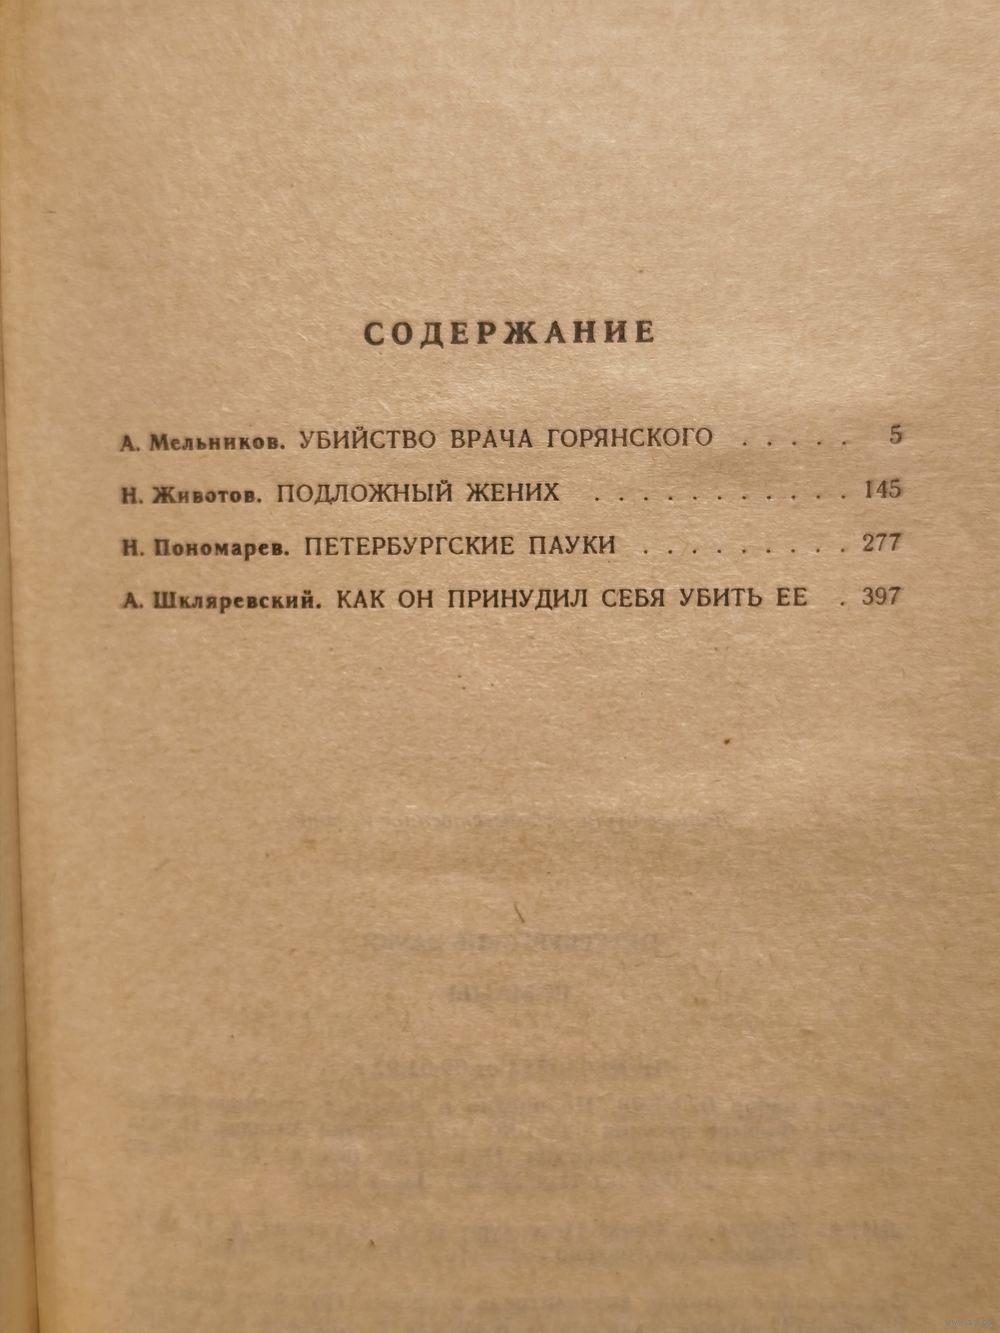 СОДЕРЖАНИЕ
А. Мельников. УБИЙСТВО ВРАЧА ГОРЯНСКОГО . . . . . 5
Н. Животов. ПОДЛОЖНЫЙ ЖЕНИХ . . . . . . . . . . . 145
Н. Пономарев. ПЕТЕРБУРГСКИЕ ПАУКИ . . . . . . . . . 277
А. Шкляревский. КАК ОН ПРИНУДИЛ СЕБЯ УБИТЬ ЕЕ . 397